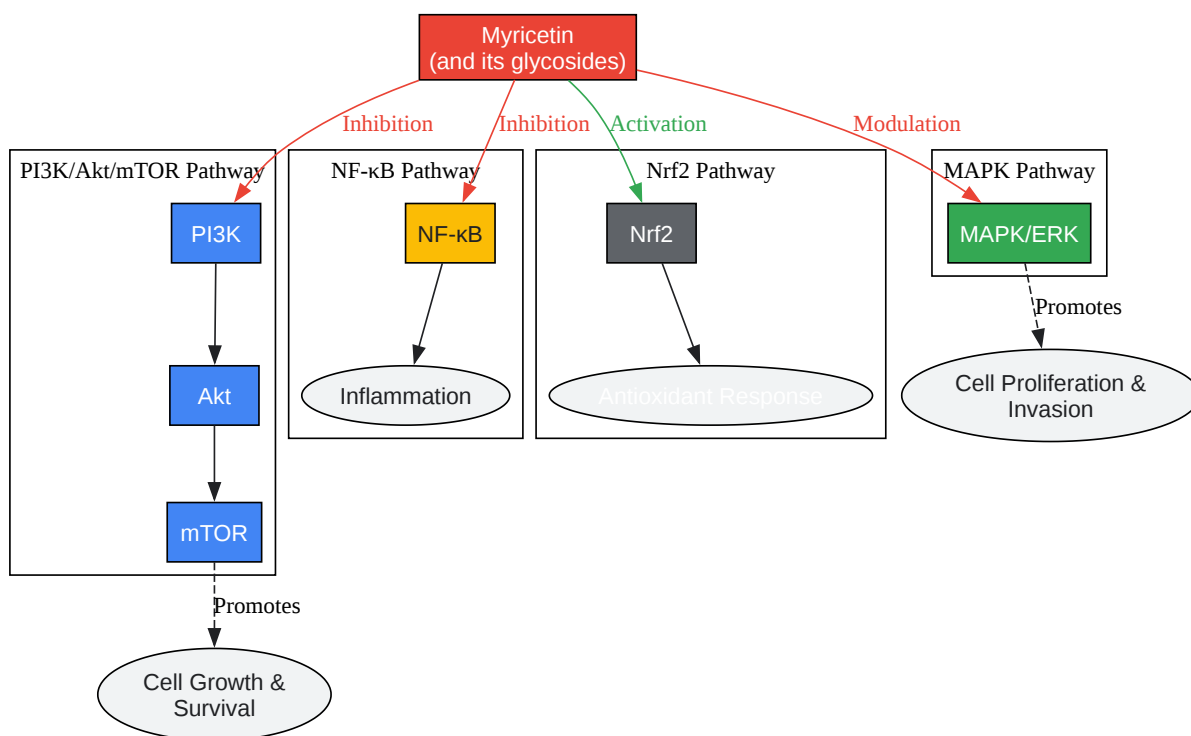 Myricetin
(and its glycosides)
Inhibition
Inhibition
Activation
Modulation
PI3K/Akt/mTOR Pathway
NF-κB Pathway
Nrf2 Pathway
MAPK Pathway
PI3K
NF-κB
Nrf2
MAPK/ERK
Promotes
Akt
Inflammation
Antioxidant Response
Cell Proliferation &
Invasion
mTOR
Promotes
Cell Growth &
Survival